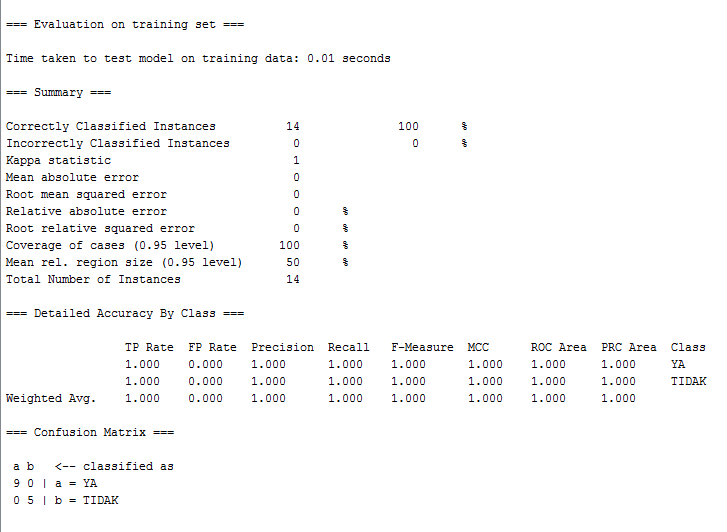 === Evaluation on training set ===
Time taken to test model on training data: 0.01 seconds
=== Summary ===
Correctly Classified Instances          14              100      %
Incorrectly Classified Instances         0                0      %
Kappa statistic                          1
Mean absolute error                      0
Root mean squared error                  0
Relative absolute error                  0      %
Root relative squared error              0      %
Coverage of cases (0.95 level)         100      %
Mean rel. region size (0.95 level)      50      %
Total Number of Instances               14
=== Detailed Accuracy By Class ===
                 TP Rate  FP Rate  Precision  Recall   F-Measure  MCC      ROC Area  PRC Area  Class
                 1.000    0.000    1.000      1.000    1.000      1.000    1.000     1.000     YA
                 1.000    0.000    1.000      1.000    1.000      1.000    1.000     1.000     TIDAK
Weighted Avg.    1.000    0.000    1.000      1.000    1.000      1.000    1.000     1.000
=== Confusion Matrix ===
 a b   <-- classified as
 9 0 | a = YA
 0 5 | b = TIDAK